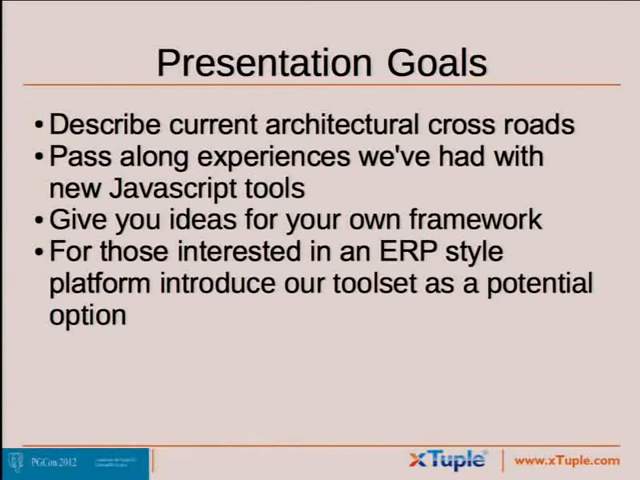 Presentation Goals
•Describe current architectural cross roads
•Pass along experiences we've had with
new Javascript tools
•Give you ideas for your own framework
•For those interested in an ERP style
platform introduce our toolset as a potential
option
PGCon 2012
xTuple
www.xTuple.com